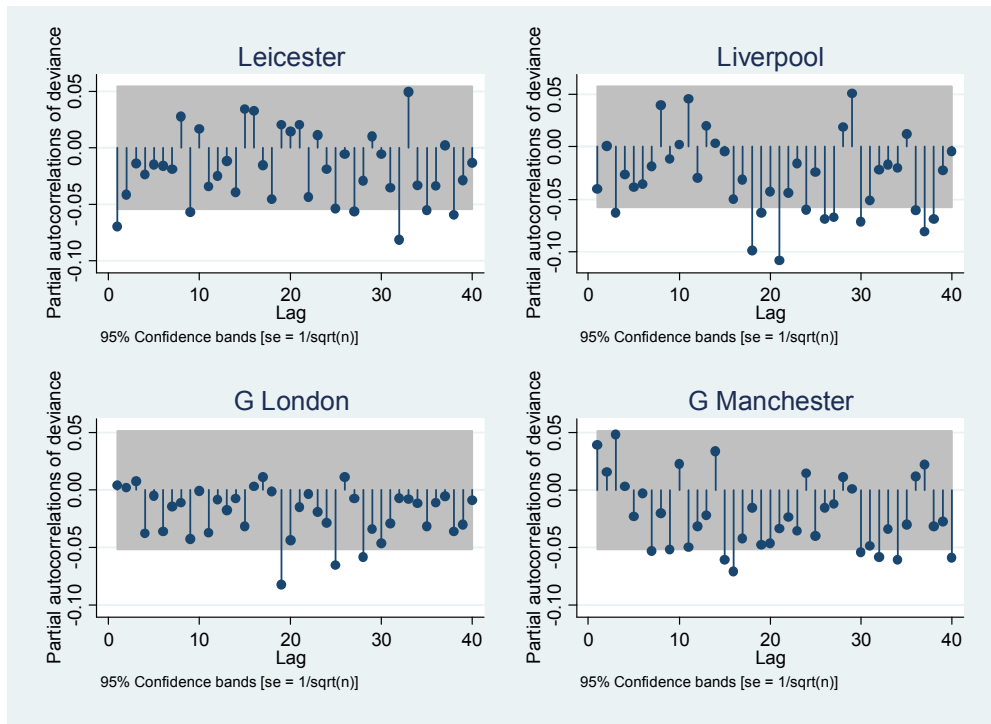 Leicester
Partial autocorrelations of deviance
0.05
0.00
-0.05
-0.10
0 10 20 30 40
Lag
95% Confidence bands [se = 1/sqrt(n)]
Liverpool
Partial autocorrelations of deviance
0.05
0.00
-0.05
-0.10
0 10 20 30 40
Lag
95% Confidence bands [se = 1/sqrt(n)]
G London
Partial autocorrelations of deviance
0.05
0.00
-0.05
-0.10
0 10 20 30 40
Lag
95% Confidence bands [se = 1/sqrt(n)]
G Manchester
Partial autocorrelations of deviance
0.05
0.00
-0.05
-0.10
0 10 20 30 40
Lag
95% Confidence bands [se = 1/sqrt(n)]